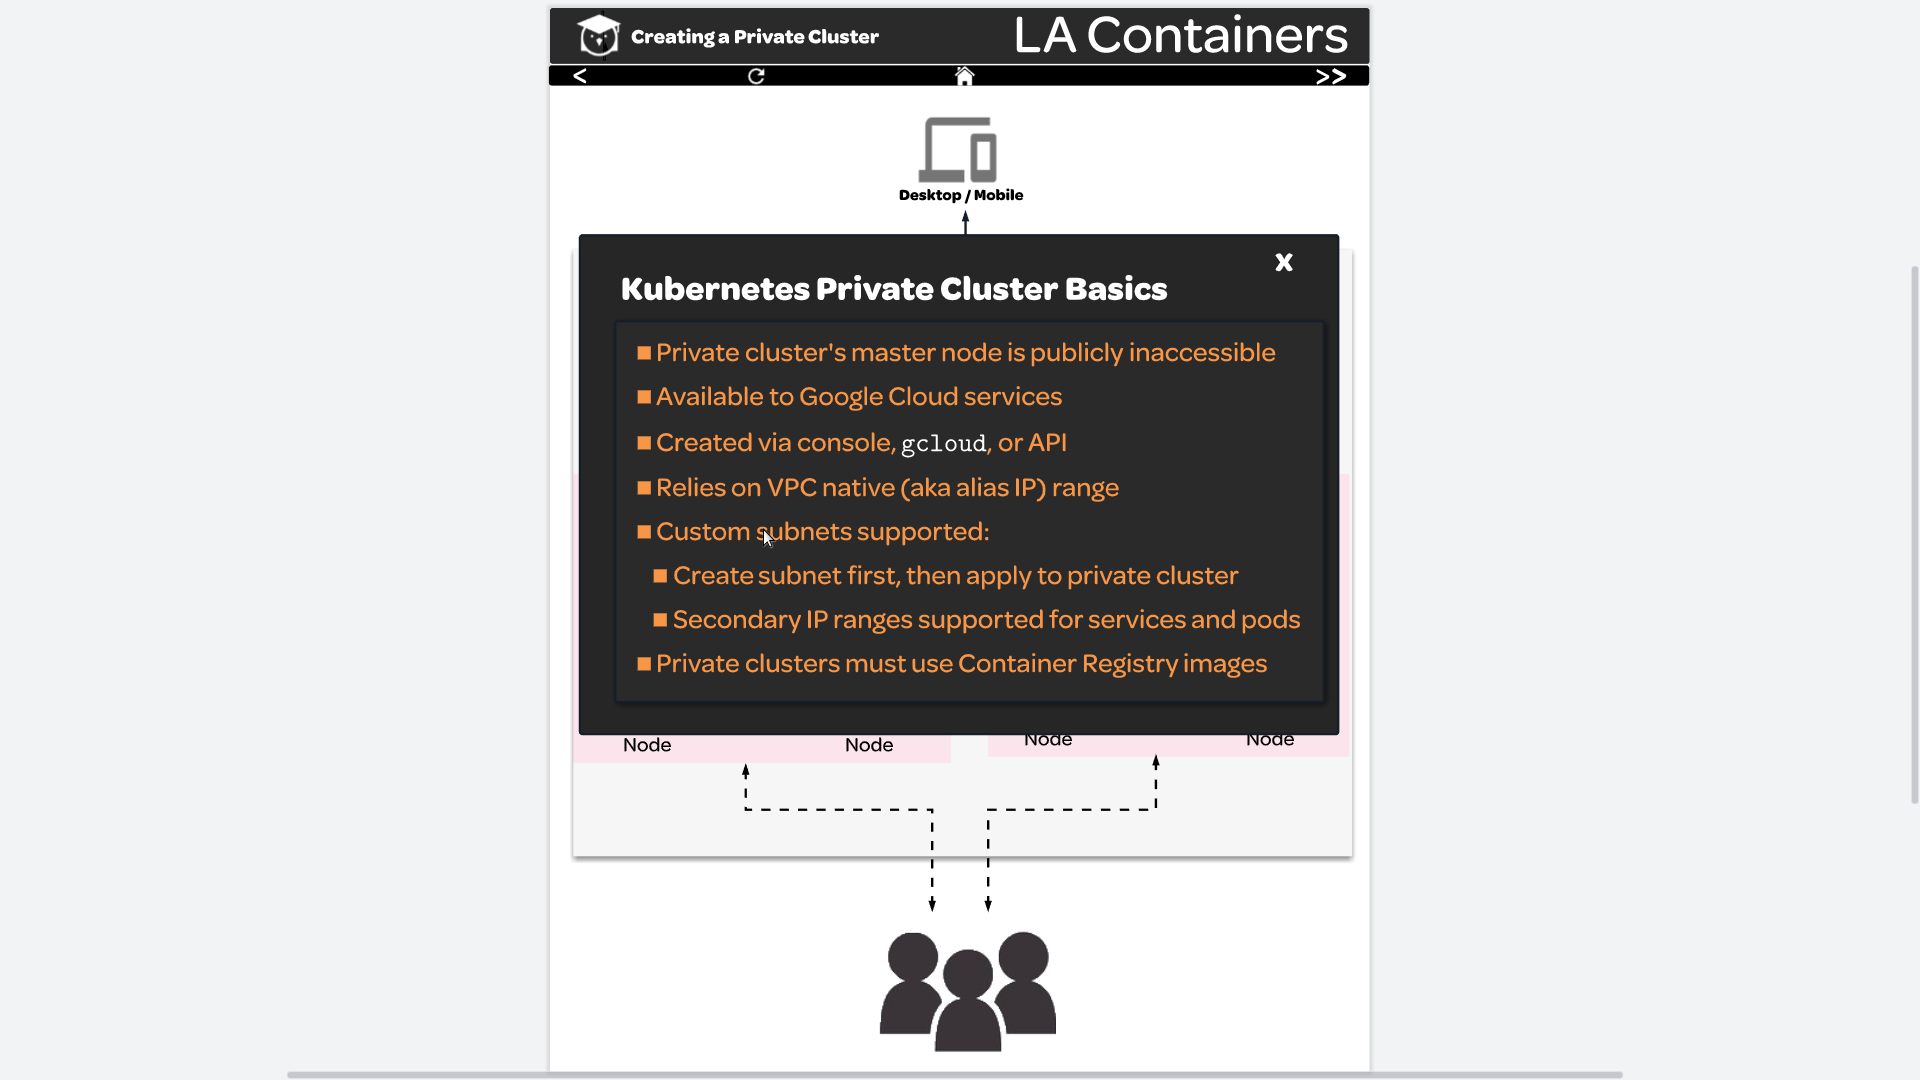 Creating a Private Cluster
LA Containers
< >>
Desktop / Mobile
X
Kubernetes Private Cluster Basics
Private cluster's master node is publicly inaccessible
Available to Google Cloud services
Created via console, gcloud, or API
Relies on VPC native (aka alias IP) range
Custom subnets supported:
Create subnet first, then apply to private cluster
Secondary IP ranges supported for services and pods
Private clusters must use Container Registry images
Node Node Node Node